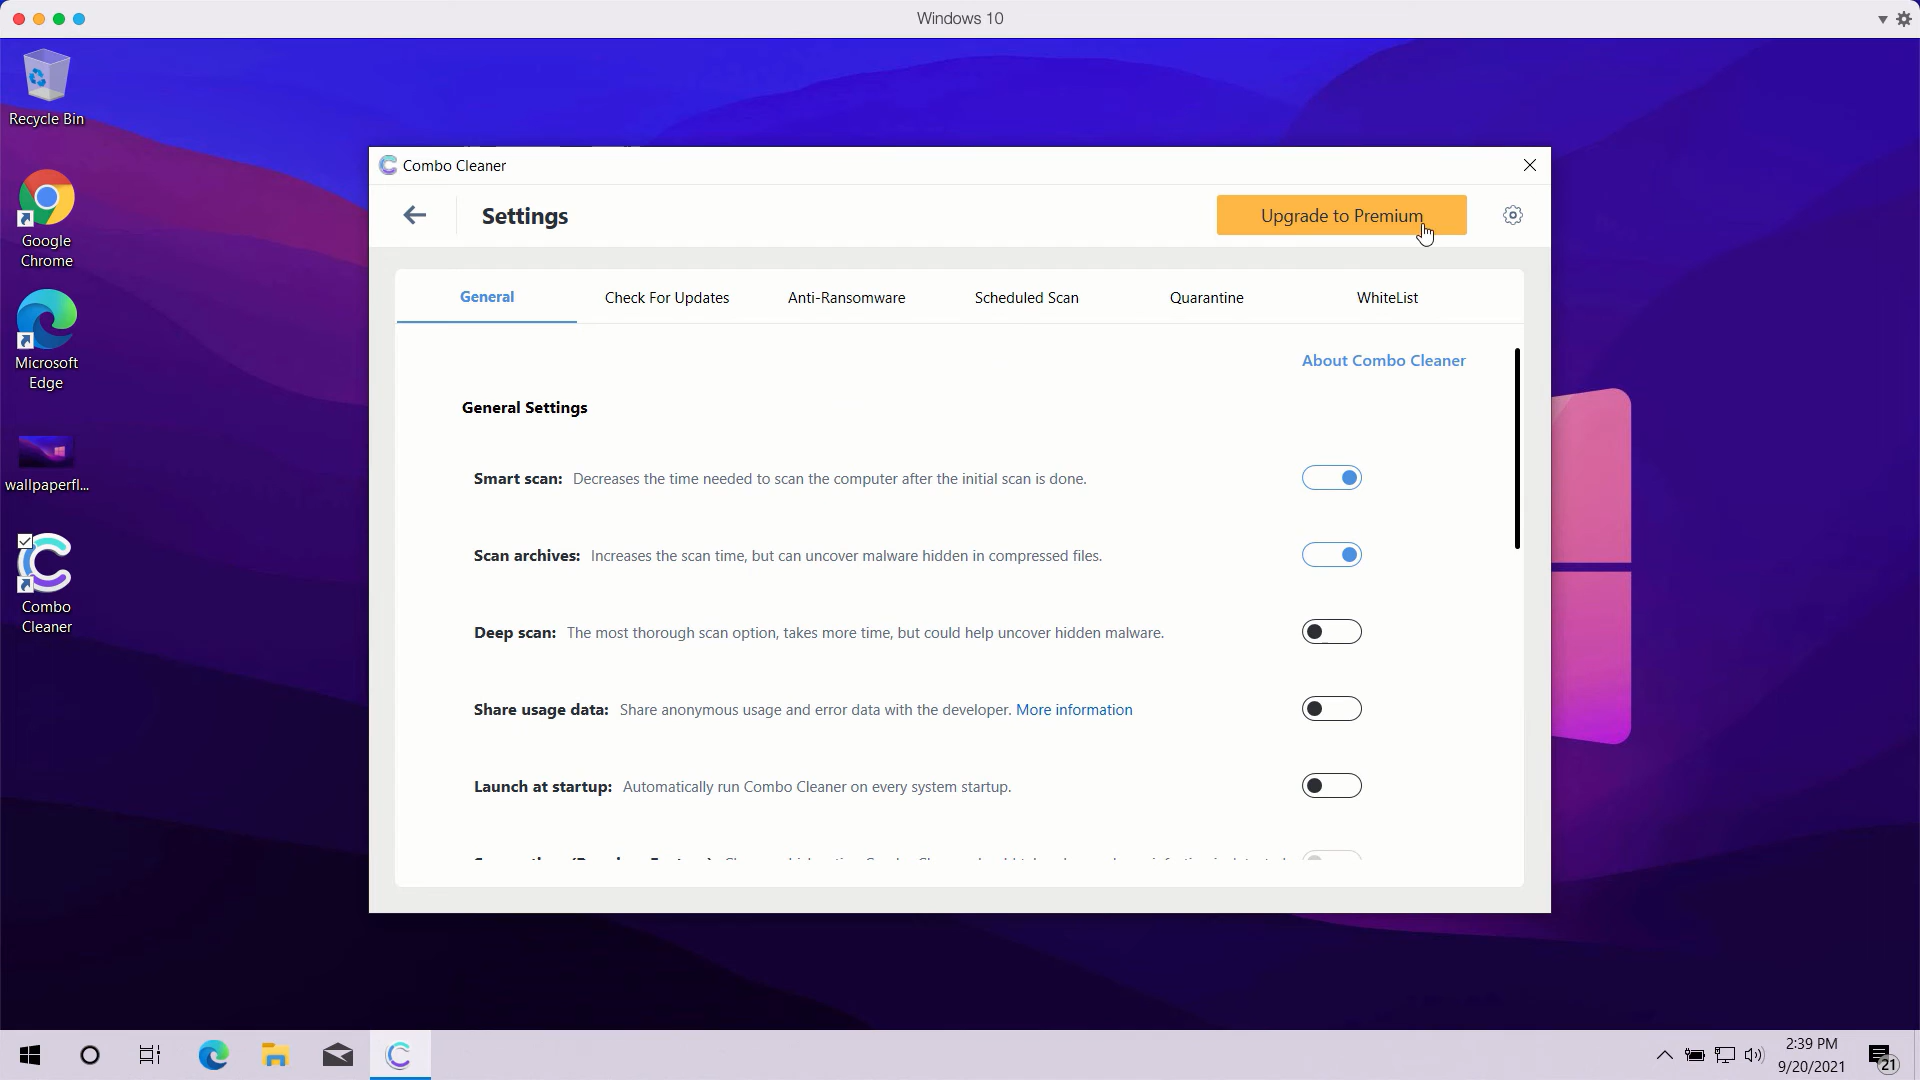 Windows 10
Recycle Bin
Google
Chrome
Microsoft
Edge
wallpaperfl...
Combo
Cleaner
Combo Cleaner
Settings
Upgrade to Premium
General
Check For Updates
Anti-Ransomware
Scheduled Scan
Quarantine
WhiteList
About Combo Cleaner
General Settings
Smart scan: Decreases the time needed to scan the computer after the initial scan is done.
Scan archives: Increases the scan time, but can uncover malware hidden in compressed files.
Deep scan: The most thorough scan option, takes more time, but could help uncover hidden malware.
Share usage data: Share anonymous usage and error data with the developer. More information
Launch at startup: Automatically run Combo Cleaner on every system startup.
2:39 PM
9/20/2021
21